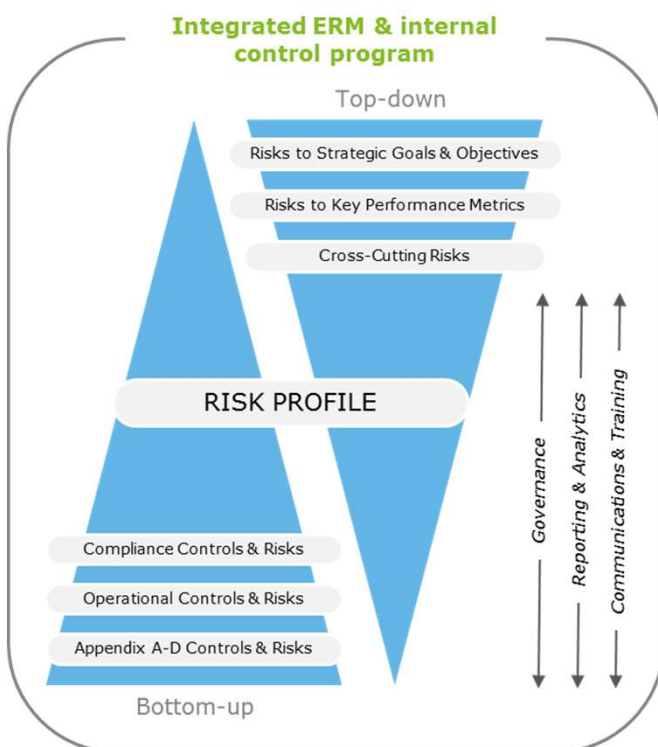 Integrated ERM & internal
control program
Top-down
Risks to Strategic Goals & Objectives
Risks to Key Performance Metrics
Cross-Cutting Risks
RISK PROFILE
Governance
Reporting & Analytics
Communications & Training
Compliance Controls & Risks
Operational Controls & Risks
Appendix A-D Controls & Risks
Bottom-up